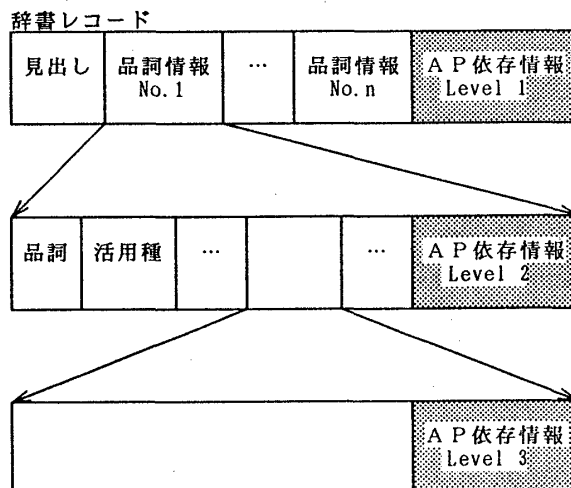 辞書レコード
見出し 品詞情報 … 品詞情報 AP依存情報
No.1 No.n Level 1
品詞 活用種 … … AP依存情報
Level 2
AP依存情報
Level 3